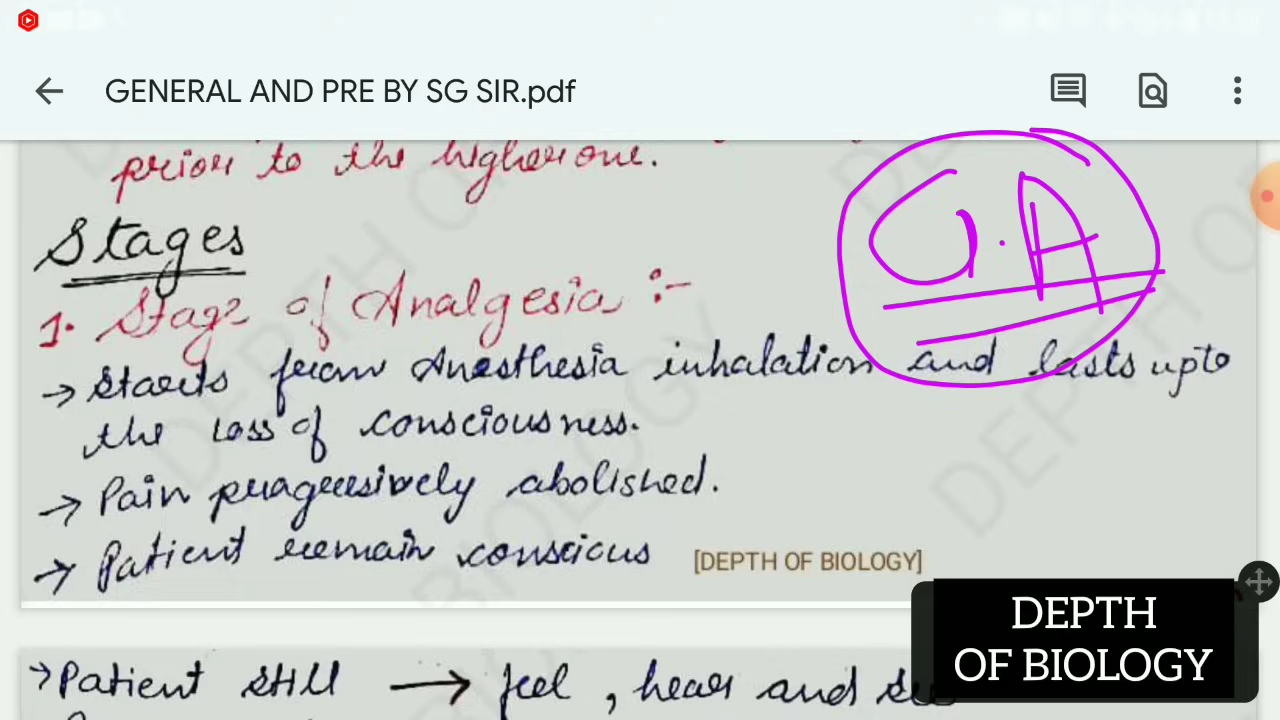 GENERAL AND PRE BY SG SIR.pdf
prior to the higher one.
G.A
Stages
1. Stage of Analgesia :-
→ Starts from Anesthesia inhalation and lasts upto
the loss of consciousness.
→ Pain progressively abolished.
→ Patient remain conscious
[DEPTH OF BIOLOGY]
DEPTH
OF BIOLOGY
→ Patient still → feel, hear and see